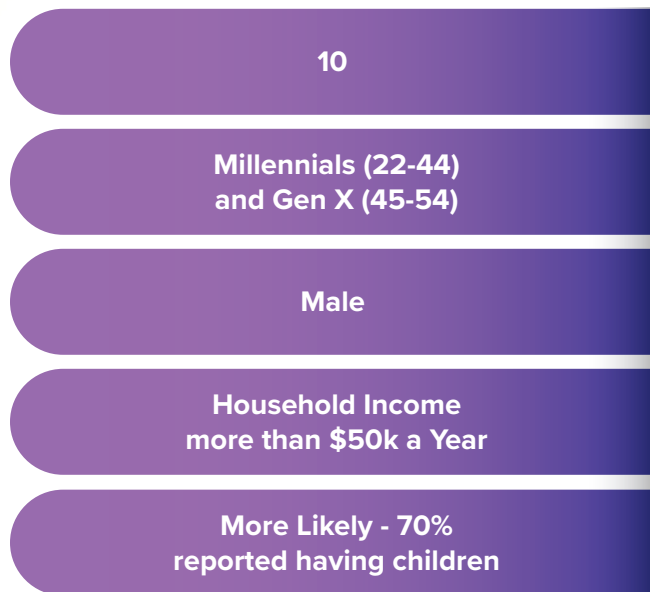 10
Millennials (22-44)
and Gen X (45-54)
Male
Household Income
more than $50k a Year
More Likely - 70%
reported having children